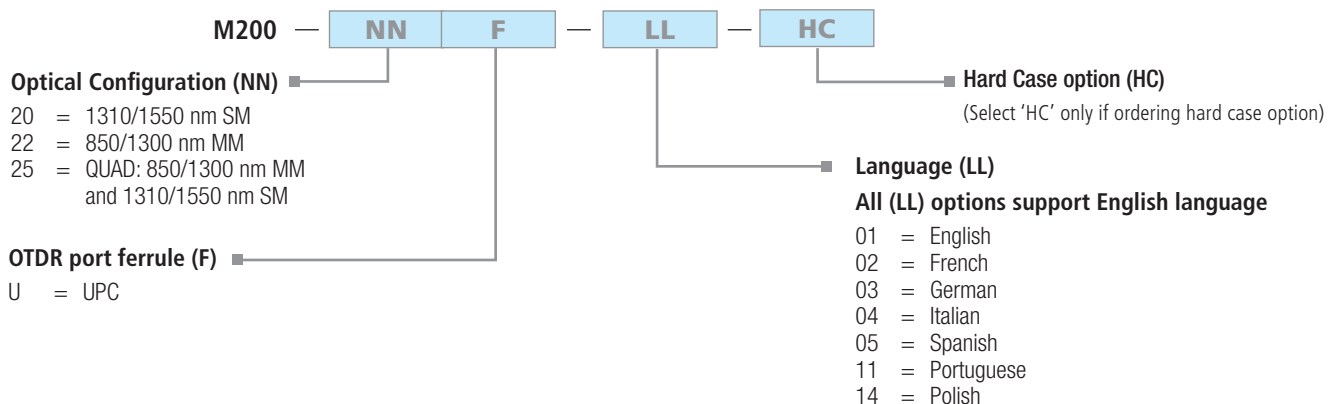 M200 — NN F — LL — HC
Optical Configuration (NN)
20 = 1310/1550 nm SM
22 = 850/1300 nm MM
25 = QUAD: 850/1300 nm MM
and 1310/1550 nm SM
OTDR port ferrule (F)
U = UPC
Hard Case option (HC)
(Select ‘HC’ only if ordering hard case option)
Language (LL)
All (LL) options support English language
01 = English
02 = French
03 = German
04 = Italian
05 = Spanish
11 = Portuguese
14 = Polish